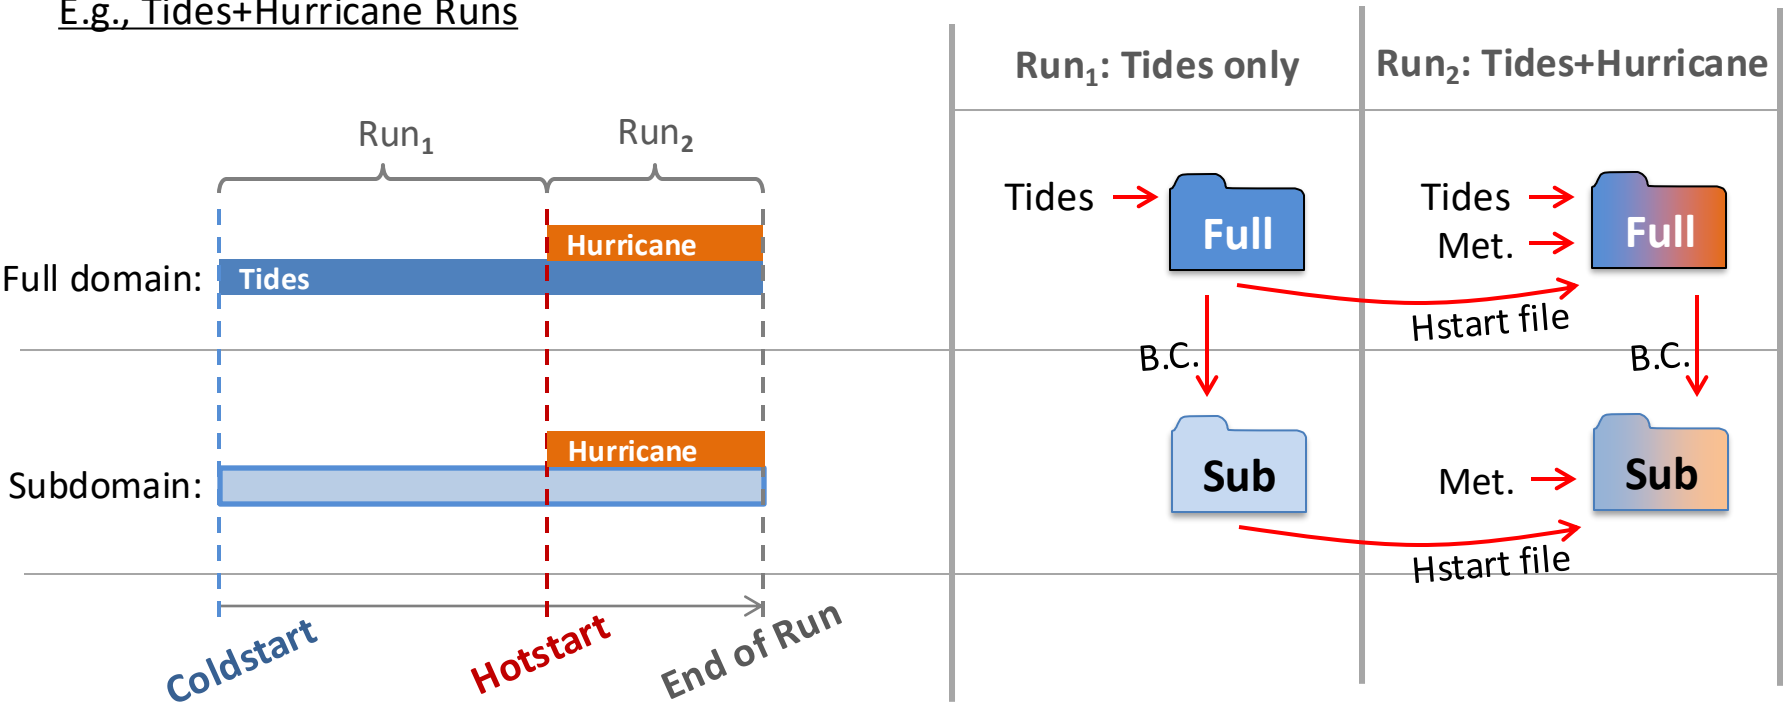 E.g., Tides+Hurricane Runs
Run₁: Tides only
Run₂: Tides+Hurricane
Run₁
Run₂
Tides
Full
Tides
Met.
Full
Hurricane
Full domain:
Tides
Hstart file
B.C.
B.C.
Hurricane
Subdomain:
Sub
Met.
Sub
Hstart file
Coldstart
Hotstart
End of Run